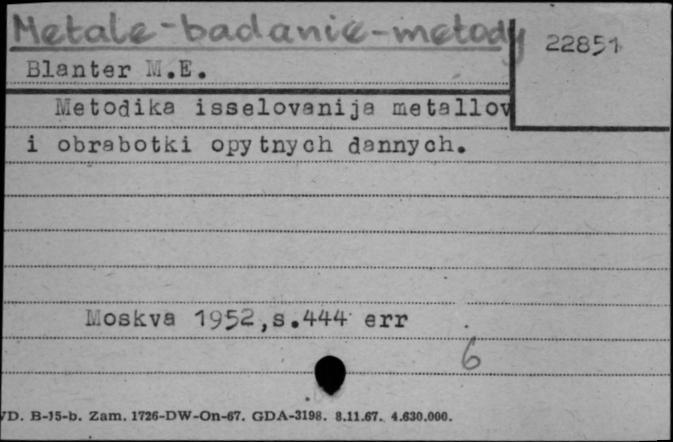 Metale-badanie-metody
22851
Blanter M.E.
Metodika isselovanija metallov
i obrabotki opytnych dannych.
Moskva 1952,s.444 err
6
D. B-15-b. Zam. 1726-DW-On-67. GDA-3198. 8.11.67. 4.630.000.